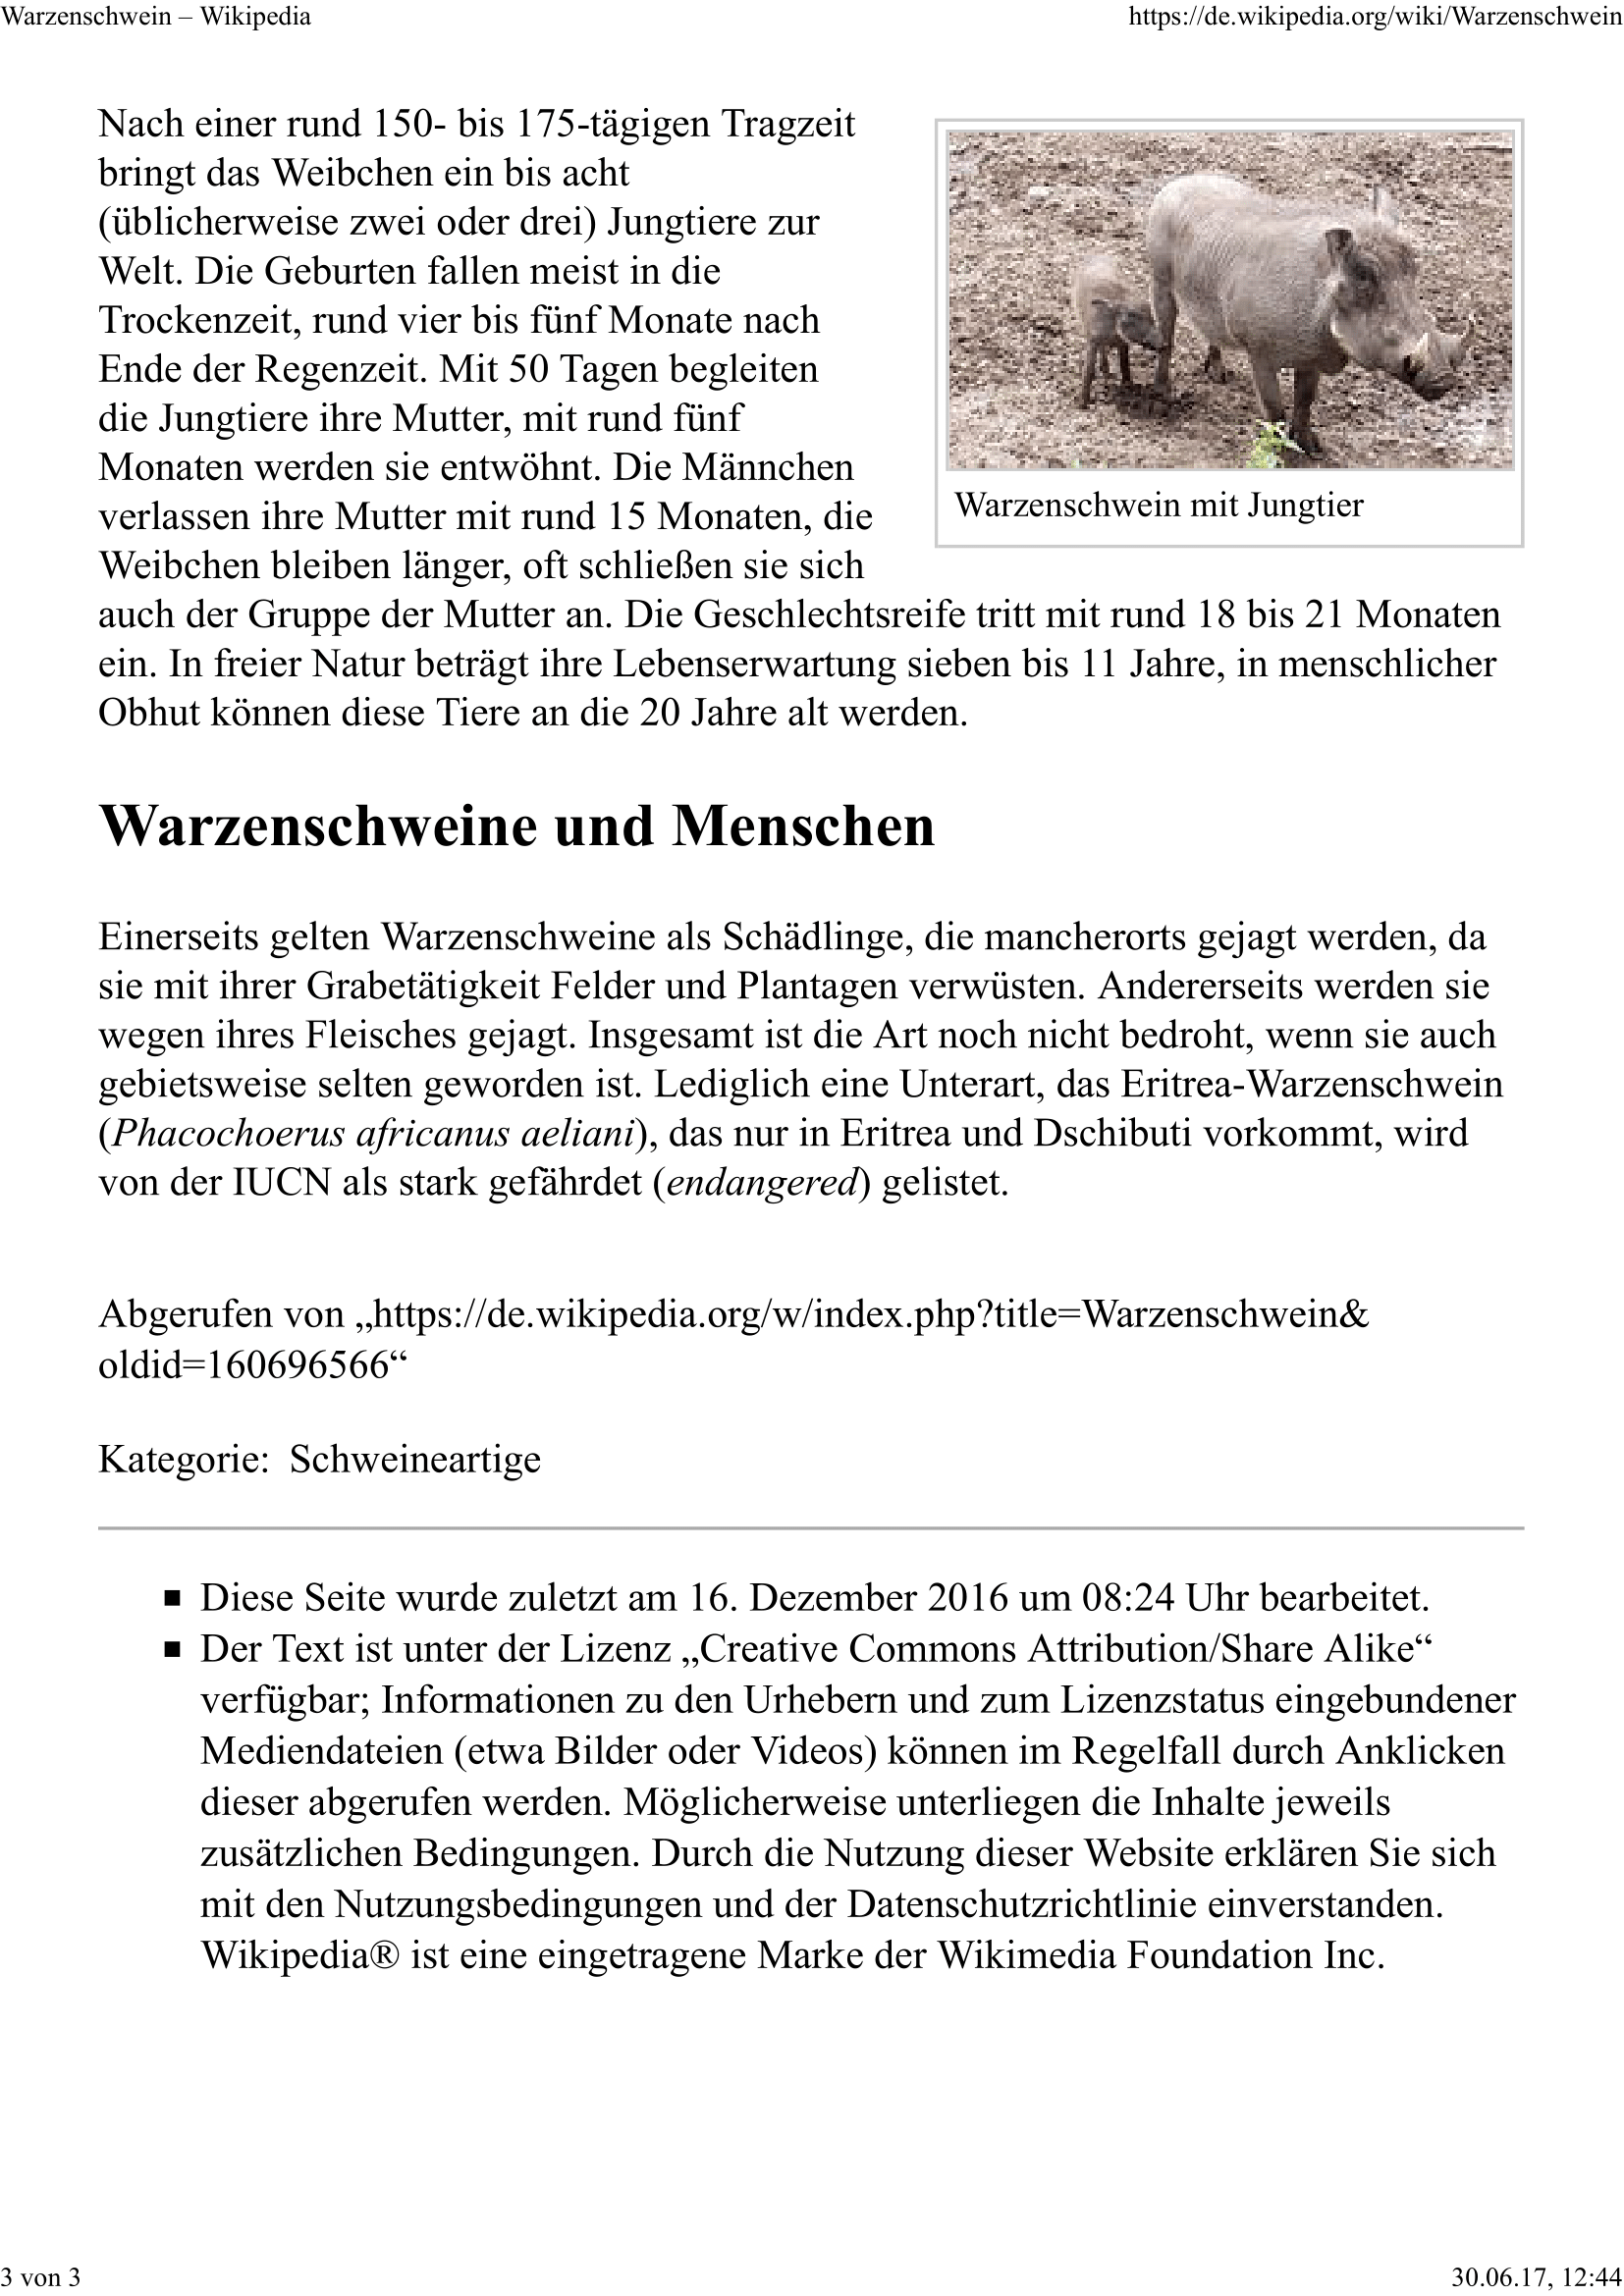 Warzenschwein – Wikipedia
https://de.wikipedia.org/wiki/Warzenschwein
Nach einer rund 150- bis 175-tägigen Tragzeit
bringt das Weibchen ein bis acht
(üblicherweise zwei oder drei) Jungtiere zur
Welt. Die Geburten fallen meist in die
Trockenzeit, rund vier bis fünf Monate nach
Ende der Regenzeit. Mit 50 Tagen begleiten
die Jungtiere ihre Mutter, mit rund fünf
Monaten werden sie entwöhnt. Die Männchen
verlassen ihre Mutter mit rund 15 Monaten, die
Weibchen bleiben länger, oft schließen sie sich
auch der Gruppe der Mutter an. Die Geschlechtsreife tritt mit rund 18 bis 21 Monaten
ein. In freier Natur beträgt ihre Lebenserwartung sieben bis 11 Jahre, in menschlicher
Obhut können diese Tiere an die 20 Jahre alt werden.
Warzenschwein mit Jungtier
Warzenschweine und Menschen
Einerseits gelten Warzenschweine als Schädlinge, die mancherorts gejagt werden, da
sie mit ihrer Grabetätigkeit Felder und Plantagen verwüsten. Andererseits werden sie
wegen ihres Fleisches gejagt. Insgesamt ist die Art noch nicht bedroht, wenn sie auch
gebietsweise selten geworden ist. Lediglich eine Unterart, das Eritrea-Warzenschwein
(Phacochoerus africanus aeliani), das nur in Eritrea und Dschibuti vorkommt, wird
von der IUCN als stark gefährdet (endangered) gelistet.
Abgerufen von „https://de.wikipedia.org/w/index.php?title=Warzenschwein&
oldid=160696566“
Kategorie: Schweineartige
■ Diese Seite wurde zuletzt am 16. Dezember 2016 um 08:24 Uhr bearbeitet.
■ Der Text ist unter der Lizenz „Creative Commons Attribution/Share Alike“
verfügbar; Informationen zu den Urhebern und zum Lizenzstatus eingebundener
Mediendateien (etwa Bilder oder Videos) können im Regelfall durch Anklicken
dieser abgerufen werden. Möglicherweise unterliegen die Inhalte jeweils
zusätzlichen Bedingungen. Durch die Nutzung dieser Website erklären Sie sich
mit den Nutzungsbedingungen und der Datenschutzrichtlinie einverstanden.
Wikipedia® ist eine eingetragene Marke der Wikimedia Foundation Inc.
3 von 3
30.06.17, 12:44